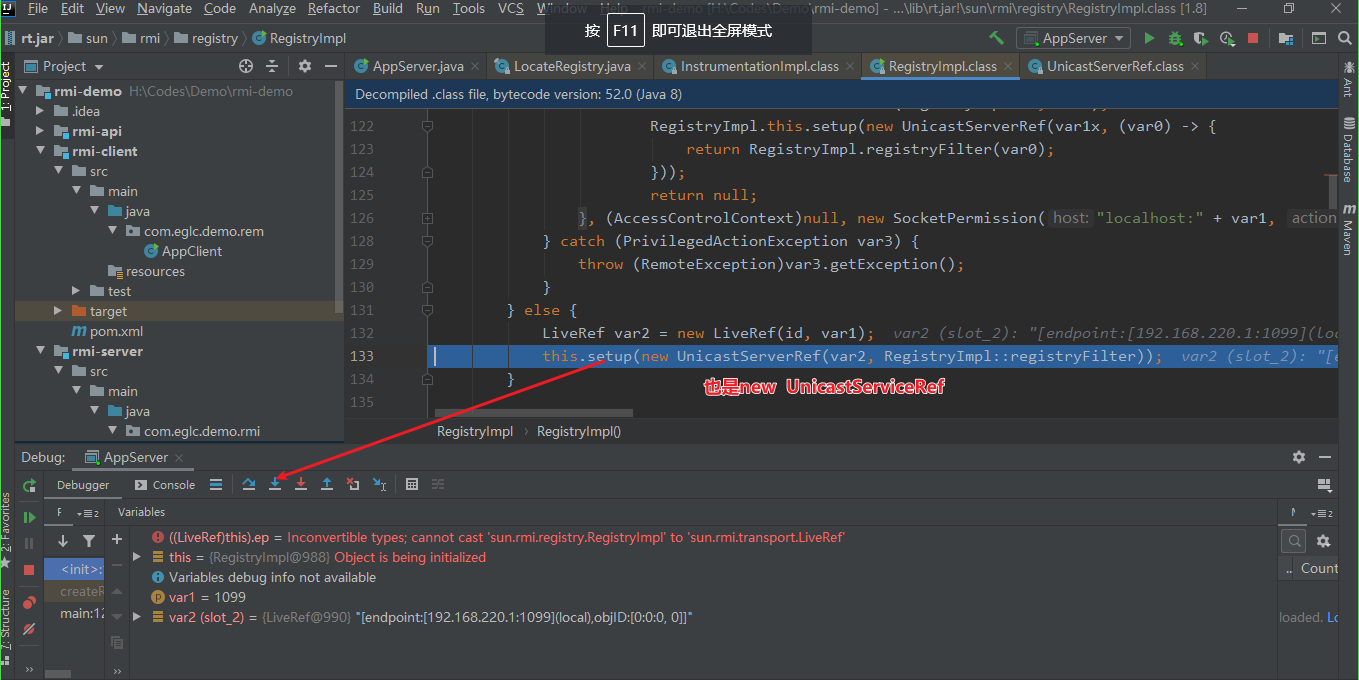 File Edit View Navigate Code Analyze Refactor Build Run Tools VCS Window Help rmi-demo [H:\Codes\Demo\rmi-demo] - ...\lib\rt.jar!\sun\rmi\registry\RegistryImpl.class [1.8]
按 F11 即可退出全屏模式
rt.jar sun rmi registry RegistryImpl
AppServer
Project
AppServer.java LocateRegistry.java InstrumentationImpl.class RegistryImpl.class UnicastServerRef.class
1: Project
rmi-demo H:\Codes\Demo\rmi-demo
.idea
rmi-api
rmi-client
src
main
java
com.eglc.demo.rem
AppClient
resources
test
target
pom.xml
rmi-server
src
main
java
com.eglc.demo.rmi
Decompiled .class file, bytecode version: 52.0 (Java 8)
122 RegistryImpl.this.setup(new UnicastServerRef(var1x, (var0) -> {
123 return RegistryImpl.registryFilter(var0);
124 }));
125 return null;
126 }, (AccessControlContext)null, new SocketPermission( host: "localhost:" + var1, action
128 } catch (PrivilegedActionException var3) {
129 throw (RemoteException)var3.getException();
130 }
131 } else {
132 LiveRef var2 = new LiveRef(id, var1); var2 (slot_2): "[endpoint:[192.168.220.1:1099](loc
133 this.setup(new UnicastServerRef(var2, RegistryImpl::registryFilter)); var2 (slot_2): "[e
134 }
135
也是new UnicastServiceRef
RegistryImpl RegistryImpl()
Ant
Database
Maven
Debug: AppServer
Debugger Console
F 2 Variables
2
<init>:
createR
main:12
((LiveRef)this).ep = Inconvertible types; cannot cast 'sun.rmi.registry.RegistryImpl' to 'sun.rmi.transport.LiveRef'
this = {RegistryImpl@988} Object is being initialized
Variables debug info not available
var1 = 1099
var2 (slot_2) = {LiveRef@990} "[endpoint:[192.168.220.1:1099](local),objID:[0:0:0, 0]]"
.. Count
loaded. Lo
2: Favorites
7: Structure